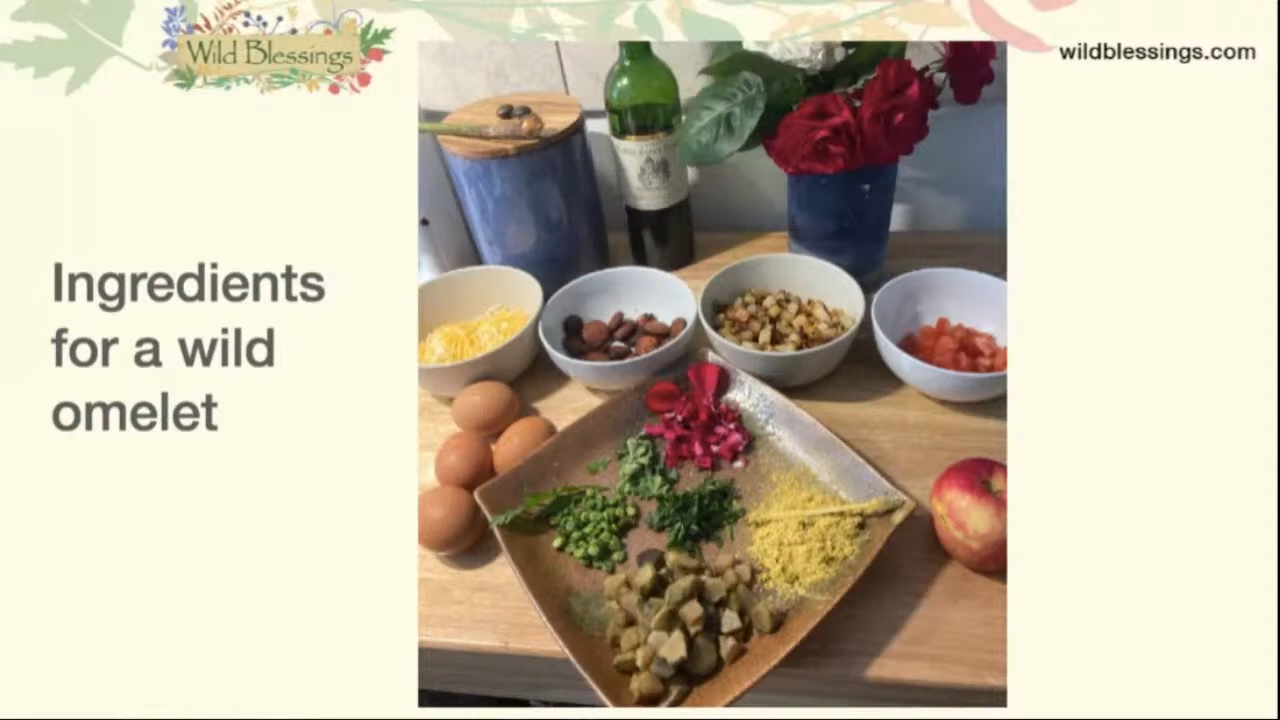 Wild Blessings
wildblessings.com
Ingredients
for a wild
omelet